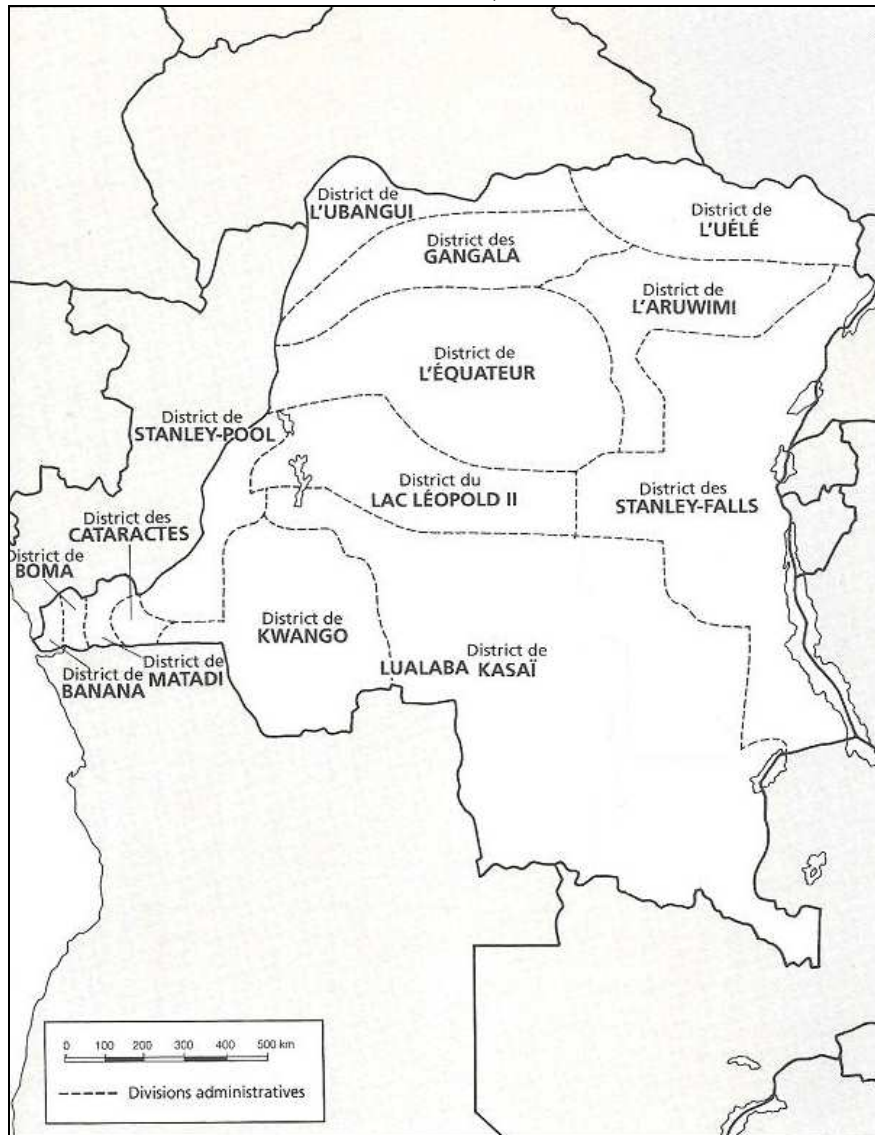 District de
L'UBANGUI
District de
L'UÉLÉ
District des
GANGALA
District de
L'ARUWIMI
District de
L'ÉQUATEUR
District de
STANLEY-POOL
District du
LAC LÉOPOLD II
District des
STANLEY-FALLS
District des
CATARACTES
District de
BOMA
District de
KWANGO
District de
BANANA
District de
MATADI
LUALABA
District de
KASAÏ
0 100 200 300 400 500 km
Divisions administratives